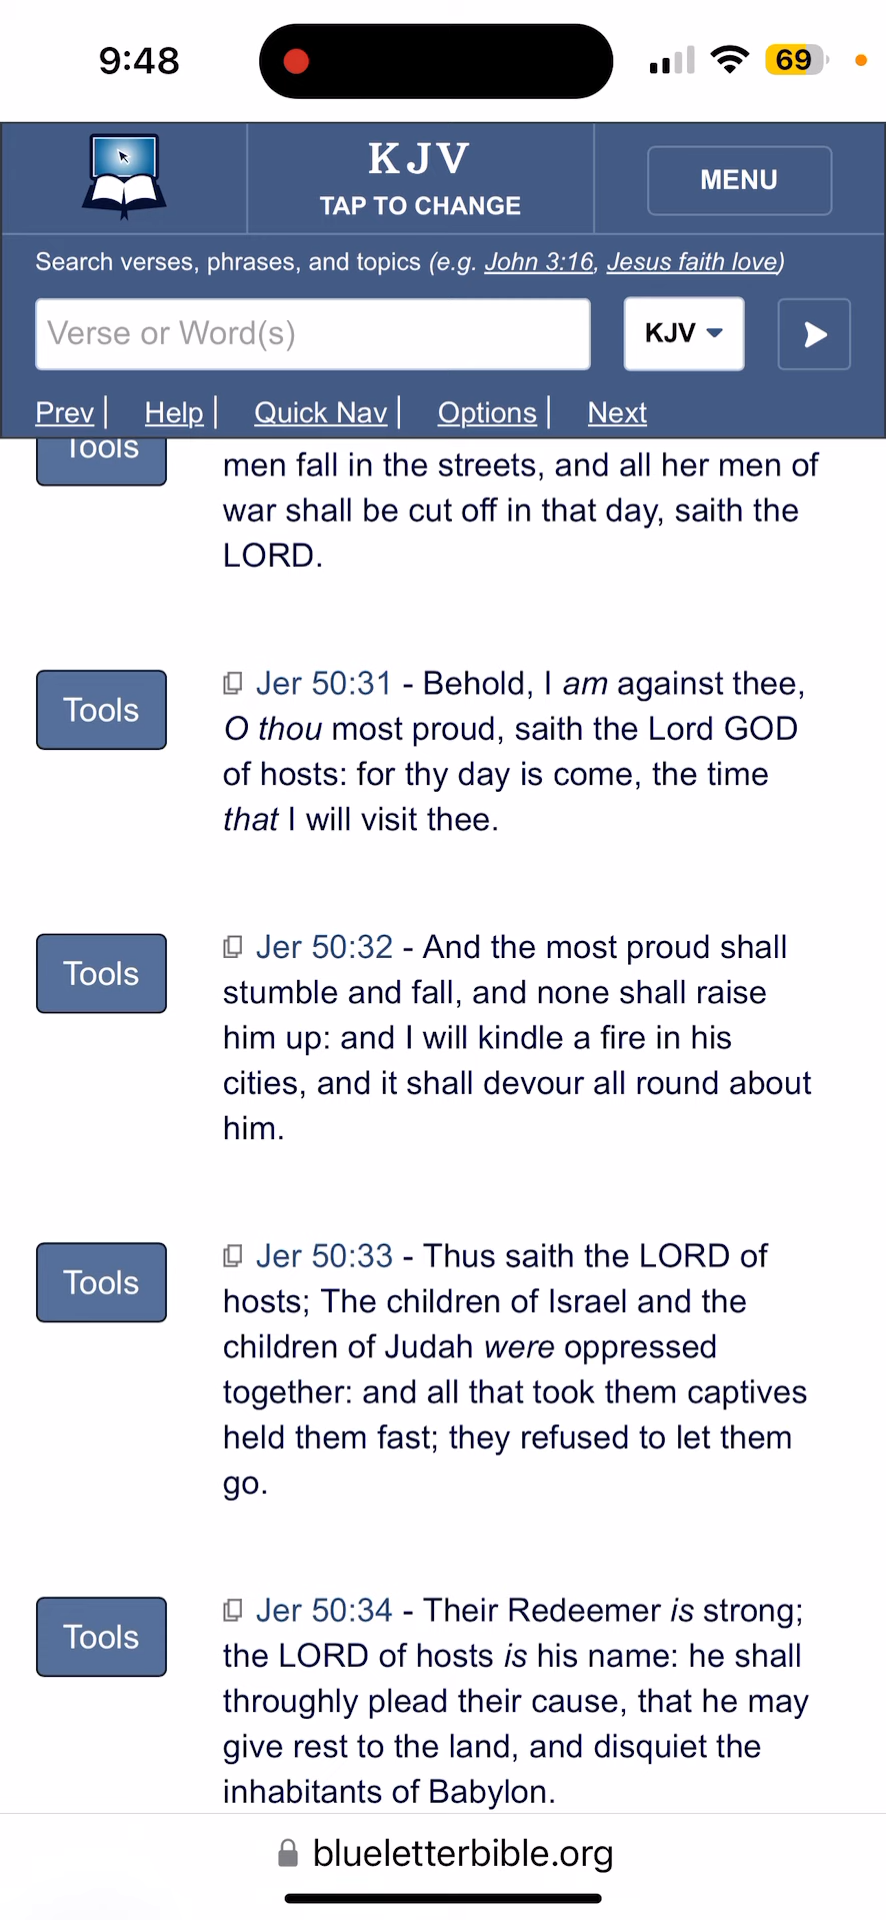 9:48
69
KJV
TAP TO CHANGE
MENU
Search verses, phrases, and topics (e.g. John 3:16, Jesus faith love)
Verse or Word(s)
KJV
Prev | Help | Quick Nav | Options | Next
Tools
men fall in the streets, and all her men of
war shall be cut off in that day, saith the
LORD.
Tools
Jer 50:31 - Behold, I am against thee,
O thou most proud, saith the Lord GOD
of hosts: for thy day is come, the time
that I will visit thee.
Tools
Jer 50:32 - And the most proud shall
stumble and fall, and none shall raise
him up: and I will kindle a fire in his
cities, and it shall devour all round about
him.
Tools
Jer 50:33 - Thus saith the LORD of
hosts; The children of Israel and the
children of Judah were oppressed
together: and all that took them captives
held them fast; they refused to let them
go.
Tools
Jer 50:34 - Their Redeemer is strong;
the LORD of hosts is his name: he shall
throughly plead their cause, that he may
give rest to the land, and disquiet the
inhabitants of Babylon.
blueletterbible.org